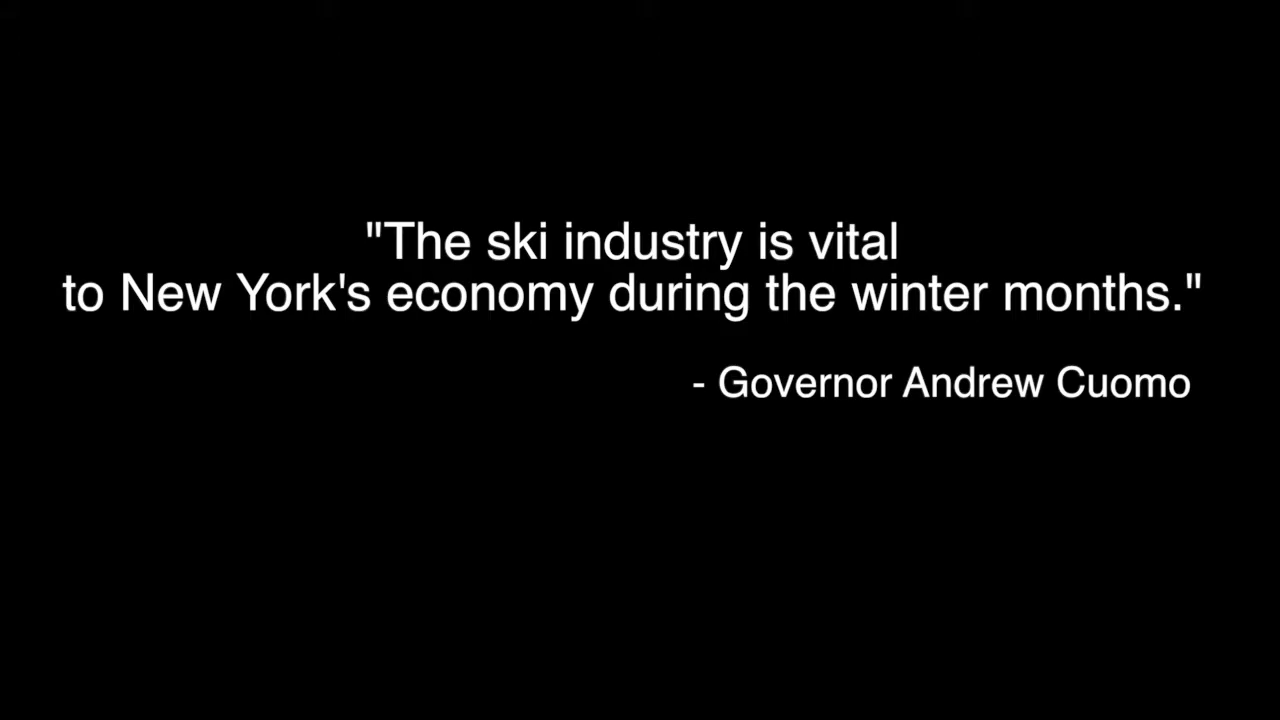 "The ski industry is vital
to New York's economy during the winter months."
- Governor Andrew Cuomo